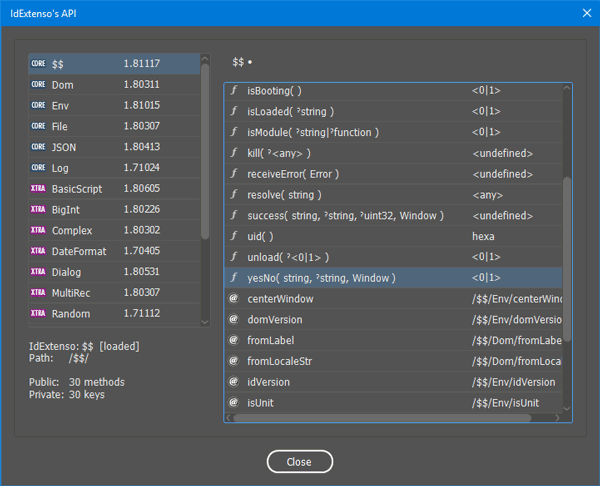 IdExtenso's API
CORE $$ 1.81117
CORE Dom 1.80311
CORE Env 1.81015
CORE File 1.80307
CORE JSON 1.80413
CORE Log 1.71024
XTRA BasicScript 1.80605
XTRA BigInt 1.80226
XTRA Complex 1.80302
XTRA DateFormat 1.70405
XTRA Dialog 1.80531
XTRA MultiRec 1.80307
XTRA Random 1.71112
IdExtenso: $$ [loaded]
Path: /$$/
Public: 30 methods
Private: 30 keys
$$ •
f isBooting( ) <0|1>
f isLoaded( ?string ) <0|1>
f isModule( ?string|?function ) <0|1>
f kill( ?<any> ) <undefined>
f receiveError( Error ) <undefined>
f resolve( string ) <any>
f success( string, ?string, ?uint32, Window ) <undefined>
f uid( ) hexa
f unload( ?<0|1> ) <0|1>
f yesNo( string, ?string, Window ) <0|1>
@ centerWindow /$$/Env/centerWind
@ domVersion /$$/Env/domVersion
@ fromLabel /$$/Dom/fromLabe
@ fromLocaleStr /$$/Dom/fromLoca
@ idVersion /$$/Env/idVersion
@ isUnit /$$/Env/isUnit
Close